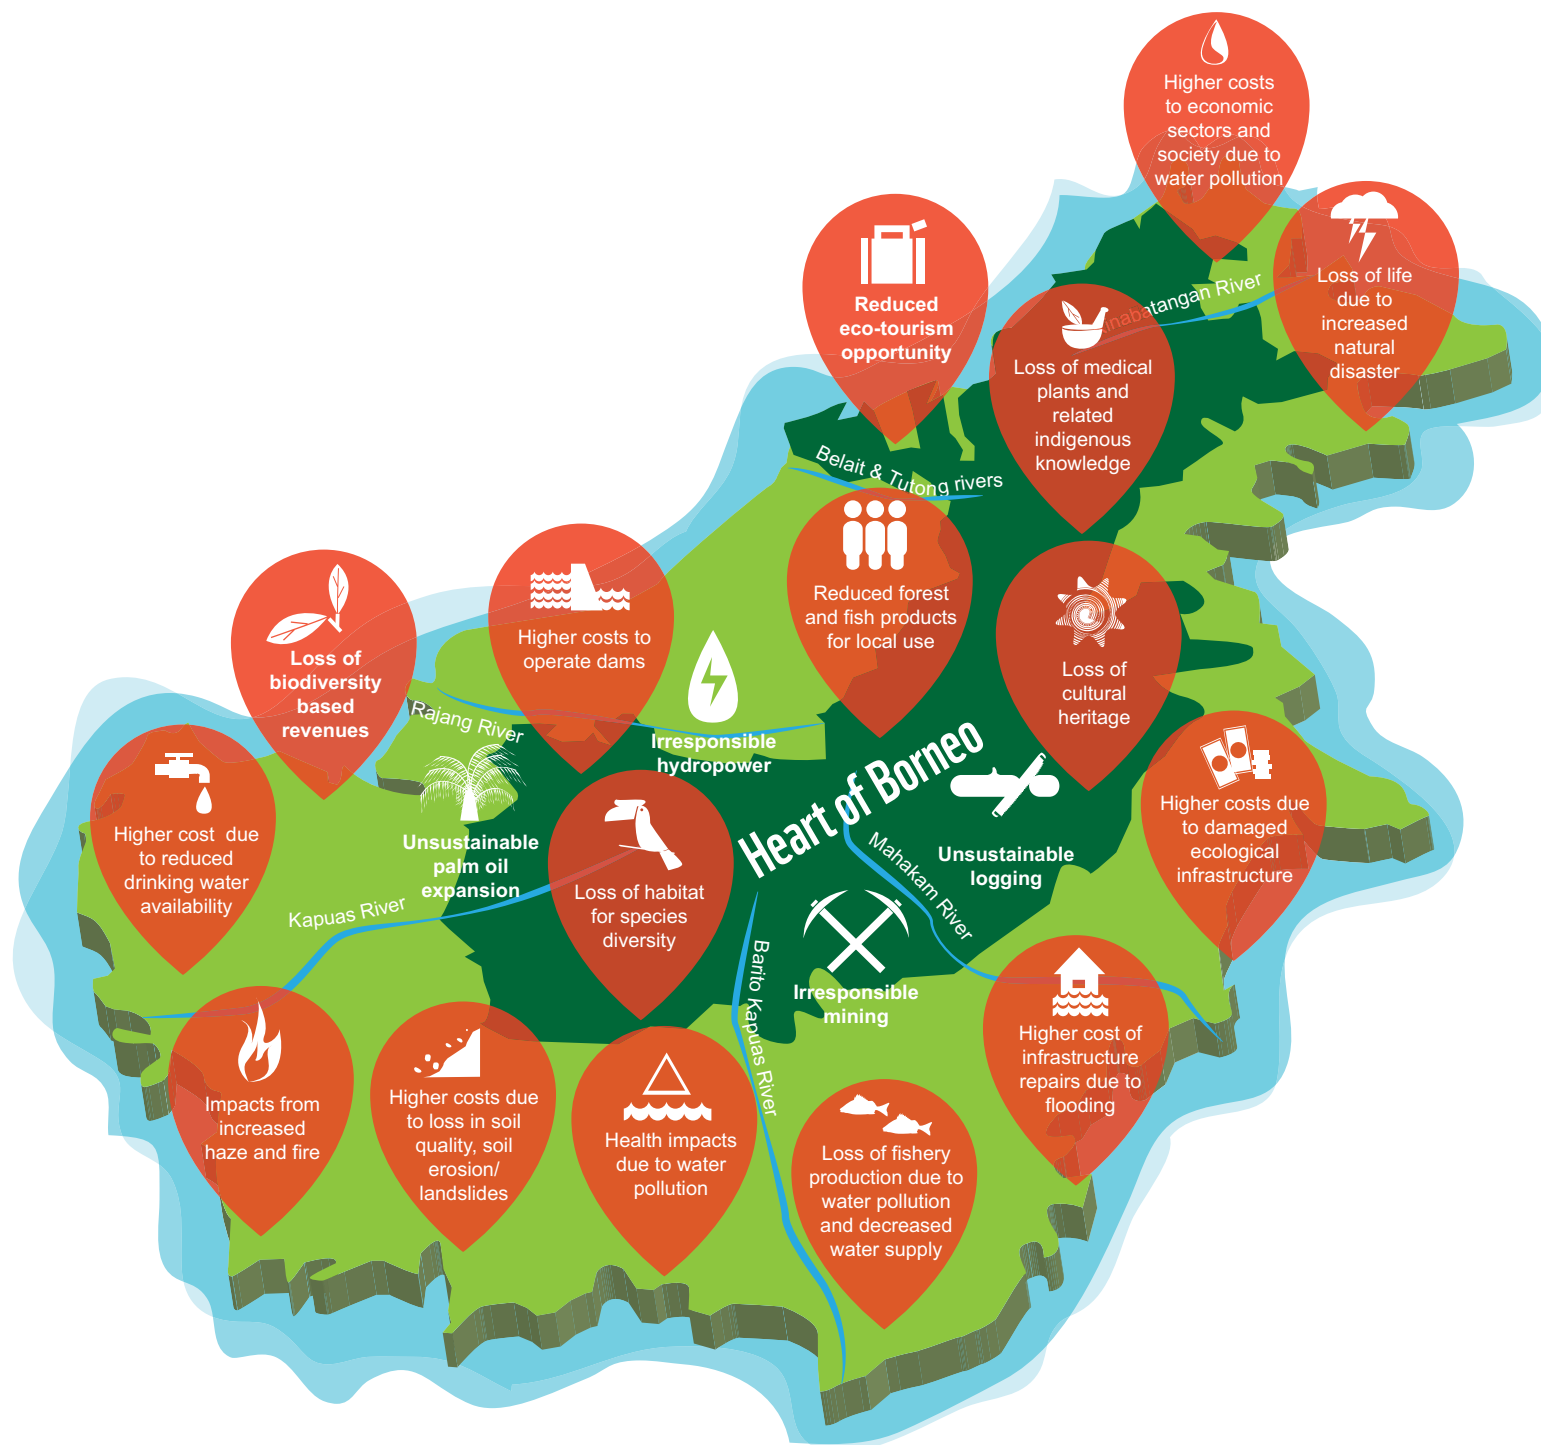 Higher costs
to economic
sectors and
society due to
water pollution
Loss of life
due to
increased
natural
disaster
Reduced
eco-tourism
opportunity
River
Loss of medical
plants and
related
indigenous
knowledge
Belait & Tutong rivers
Reduced forest
and fish products
for local use
Higher costs to
operate dams
Loss of
biodiversity
based
revenues
Loss of
cultural
heritage
Rajang River
Irresponsible
hydropower
Heart of Borneo
Higher cost due
to reduced
drinking water
availability
Unsustainable
palm oil
expansion
Loss of habitat
for species
diversity
Mahakam River
Unsustainable
logging
Higher costs due
to damaged
ecological
infrastructure
Kapuas River
Barito Kapuas River
Irresponsible
mining
Impacts from
increased
haze and fire
Higher costs due
to loss in soil
quality, soil
erosion/
landslides
Health impacts
due to water
pollution
Loss of fishery
production due to
water pollution
and decreased
water supply
Higher cost of
infrastructure
repairs due to
flooding